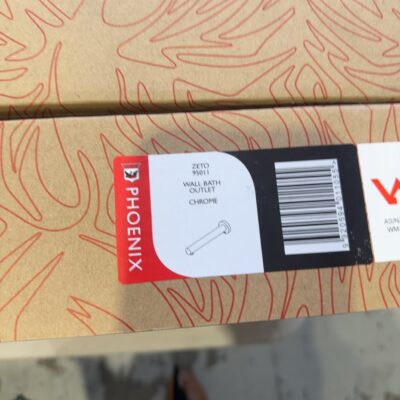 PHOENIX
ZETO
95011
WALL BATH
OUTLET
CHROME